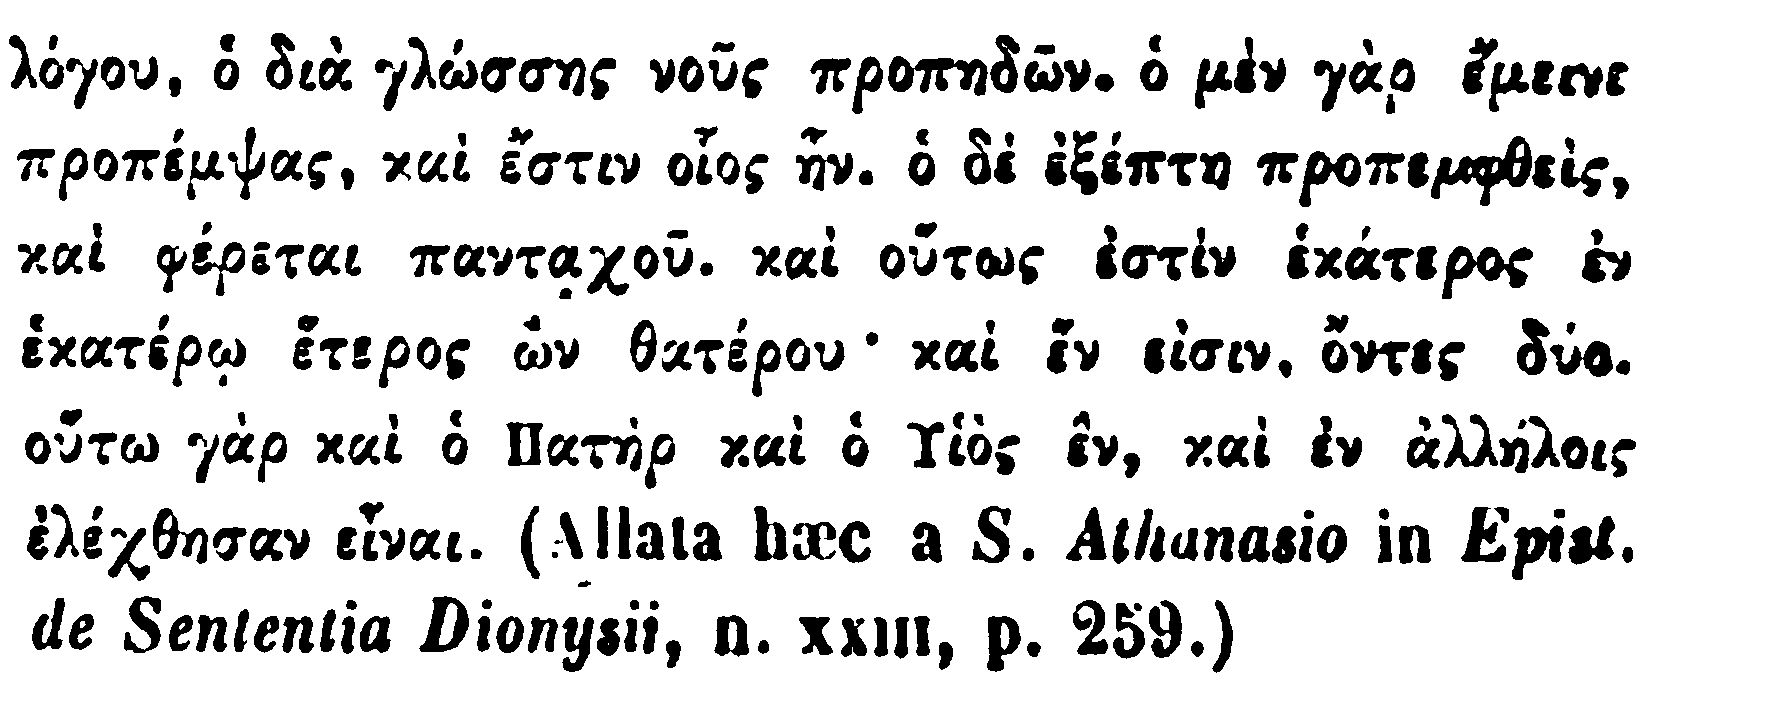 λόγου, ὁ διὰ γλώσσης νοῦς προπηδῶν. ὁ μὲν γὰρ ἔμεινε
προπέμψας, καὶ ἔστιν οἷος ἦν. ὁ δὲ ἐξέπτη προπεμφθεὶς,
καὶ φέρεται πανταχοῦ. καὶ οὕτως ἐστὶν ἑκάτερος ἐν
ἑκατέρῳ ἕτερος ὢν θατέρου· καὶ ἕν εἰσιν, ὄντες δύο.
οὕτω γὰρ καὶ ὁ Πατὴρ καὶ ὁ Υἱὸς ἓν, καὶ ἐν ἀλλήλοις
ἐλέχθησαν εἶναι. (Allata hæc a S. Athanasio in Epist.
de Sententia Dionysii, n. xxIII, p. 259.)